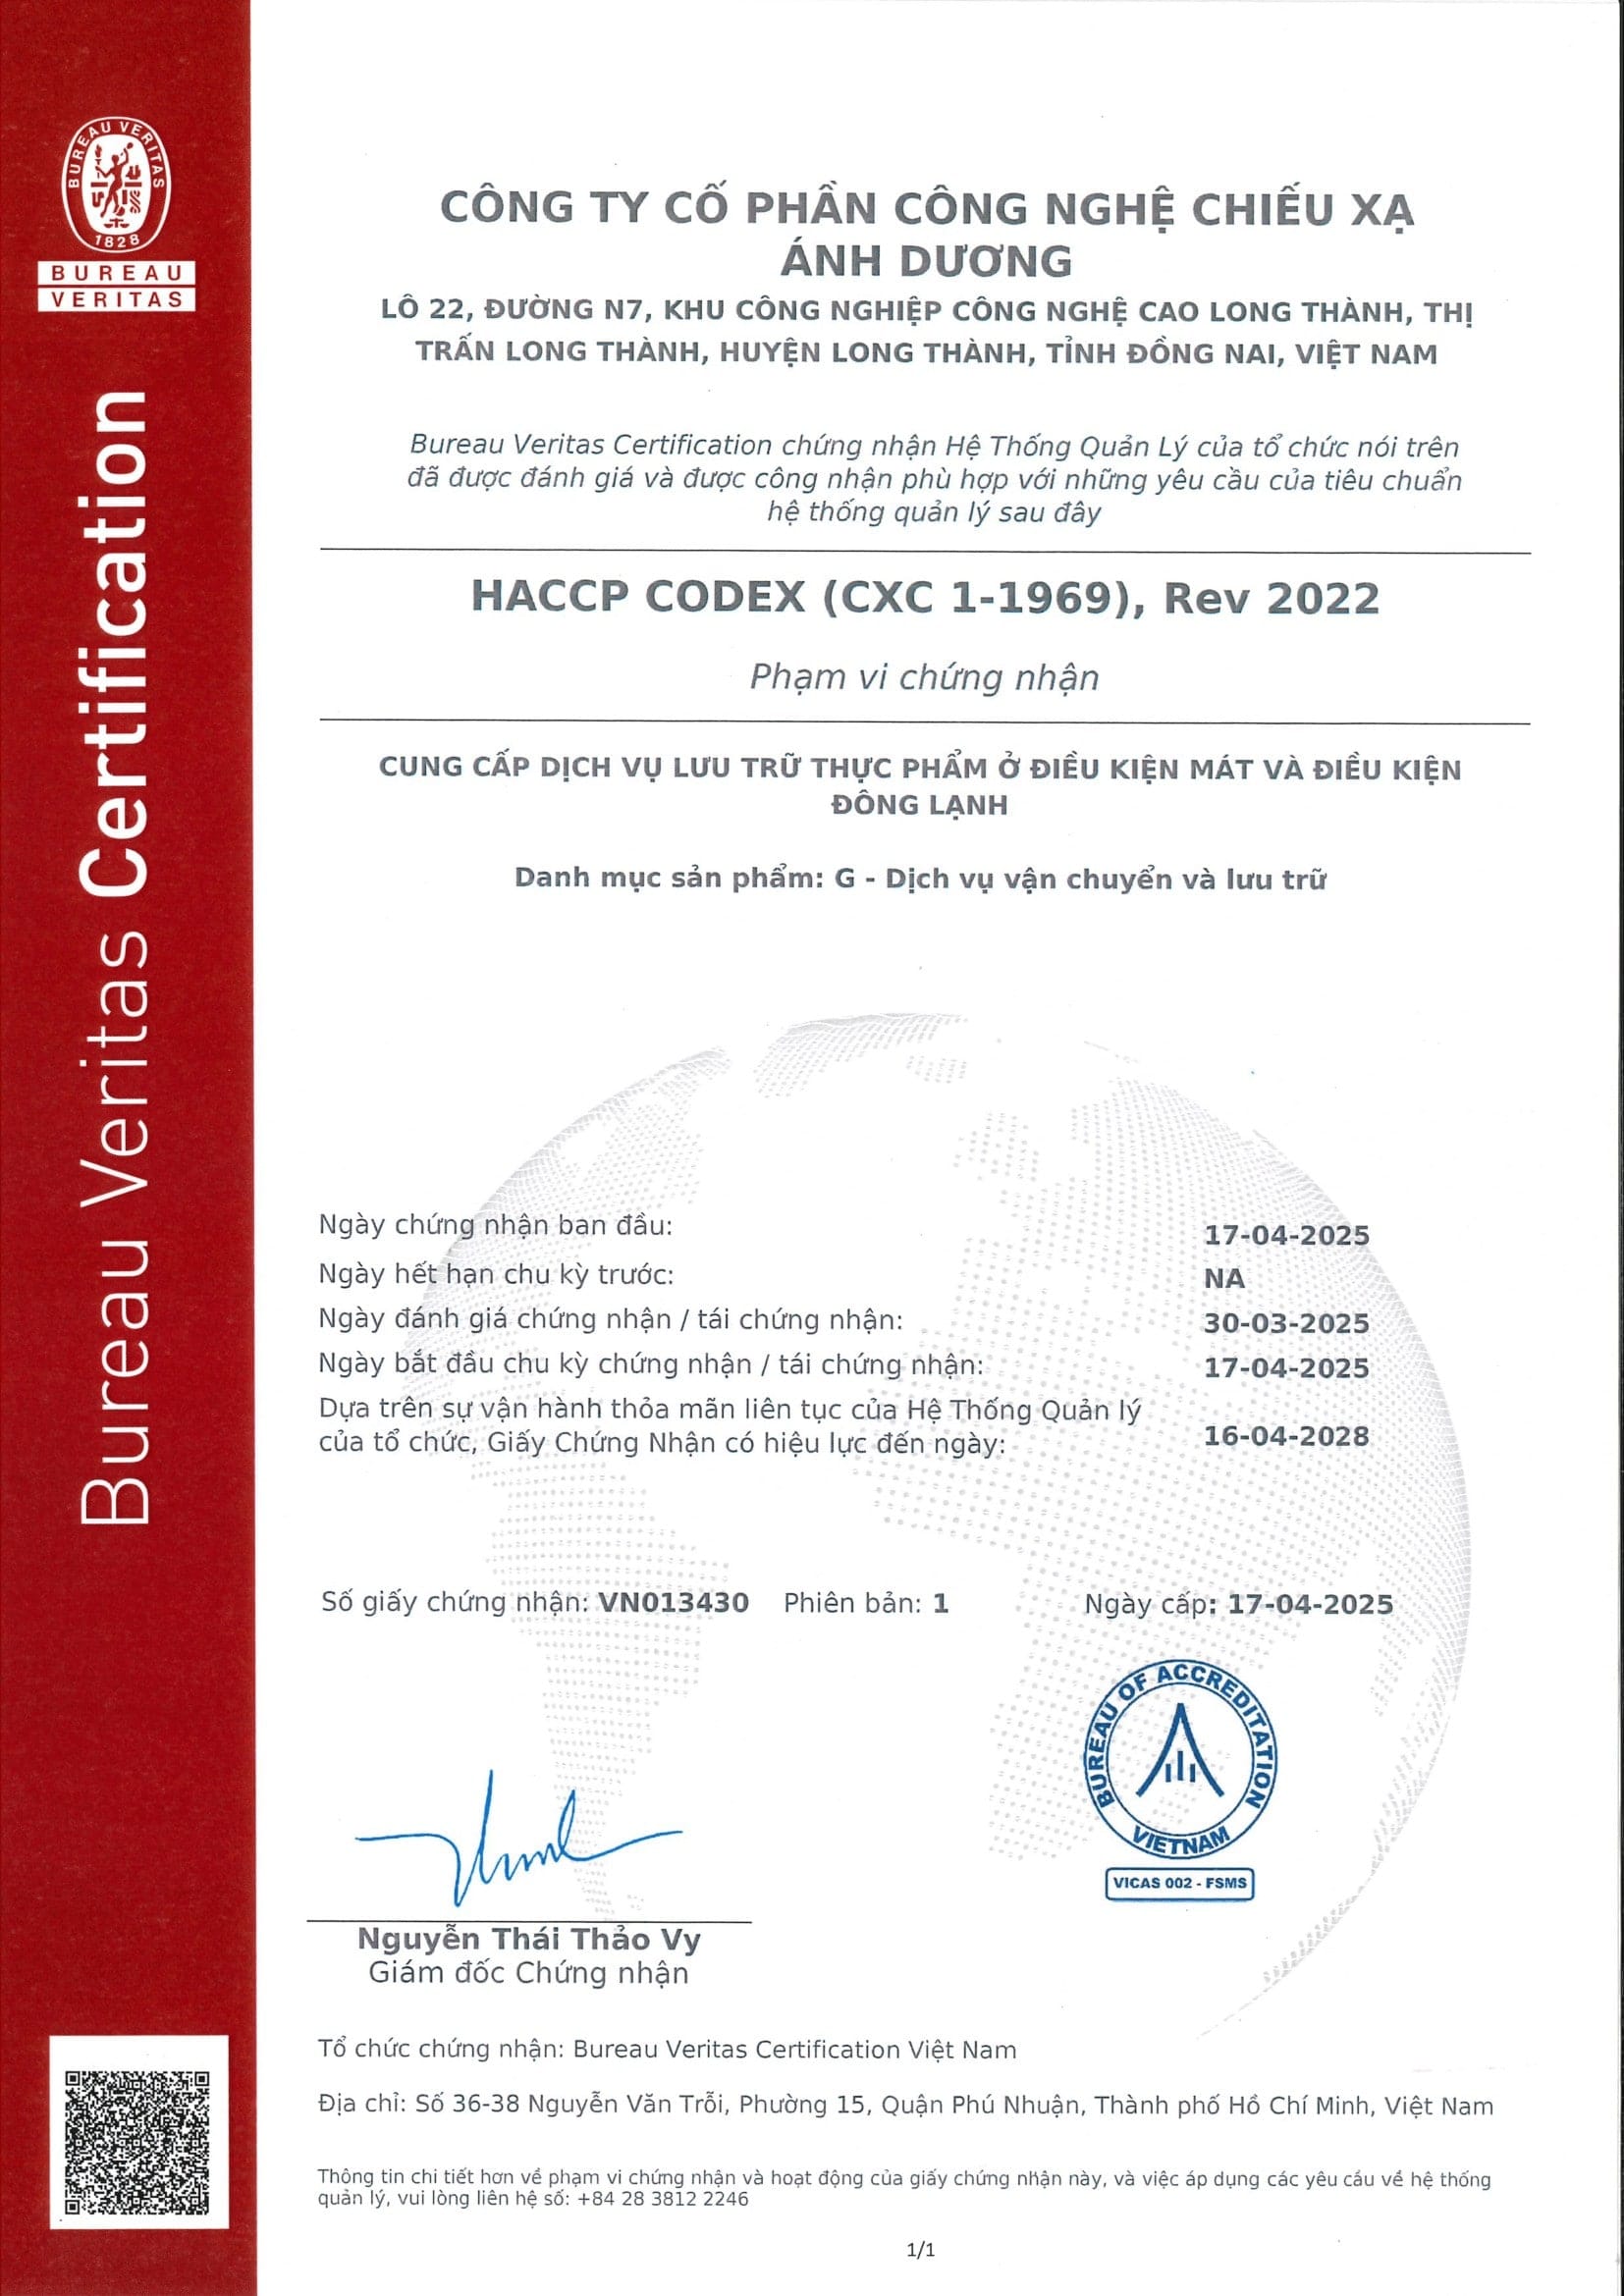 BUREAU VERITAS
1828
BUREAU
VERITAS
Bureau Veritas Certification
CÔNG TY CỔ PHẦN CÔNG NGHỆ CHIẾU XẠ
ÁNH DƯƠNG
LÔ 22, ĐƯỜNG N7, KHU CÔNG NGHIỆP CÔNG NGHỆ CAO LONG THÀNH, THỊ
TRẤN LONG THÀNH, HUYỆN LONG THÀNH, TỈNH ĐỒNG NAI, VIỆT NAM
Bureau Veritas Certification chứng nhận Hệ Thống Quản Lý của tổ chức nói trên
đã được đánh giá và được công nhận phù hợp với những yêu cầu của tiêu chuẩn
hệ thống quản lý sau đây
HACCP CODEX (CXC 1-1969), Rev 2022
Phạm vi chứng nhận
CUNG CẤP DỊCH VỤ LƯU TRỮ THỰC PHẨM Ở ĐIỀU KIỆN MÁT VÀ ĐIỀU KIỆN
ĐÔNG LẠNH
Danh mục sản phẩm: G - Dịch vụ vận chuyển và lưu trữ
Ngày chứng nhận ban đầu: 17-04-2025
Ngày hết hạn chu kỳ trước: NA
Ngày đánh giá chứng nhận / tái chứng nhận: 30-03-2025
Ngày bắt đầu chu kỳ chứng nhận / tái chứng nhận: 17-04-2025
Dựa trên sự vận hành thỏa mãn liên tục của Hệ Thống Quản lý
của tổ chức, Giấy Chứng Nhận có hiệu lực đến ngày: 16-04-2028
Số giấy chứng nhận: VN013430 Phiên bản: 1 Ngày cấp: 17-04-2025
BUREAU OF ACCREDITATION
VIETNAM
VICAS 002 - FSMS
Nguyễn Thái Thảo Vy
Giám đốc Chứng nhận
Tổ chức chứng nhận: Bureau Veritas Certification Việt Nam
Địa chỉ: Số 36-38 Nguyễn Văn Trỗi, Phường 15, Quận Phú Nhuận, Thành phố Hồ Chí Minh, Việt Nam
Thông tin chi tiết hơn về phạm vi chứng nhận và hoạt động của giấy chứng nhận này, và việc áp dụng các yêu cầu về hệ thống
quản lý, vui lòng liên hệ số: +84 28 3812 2246
1/1